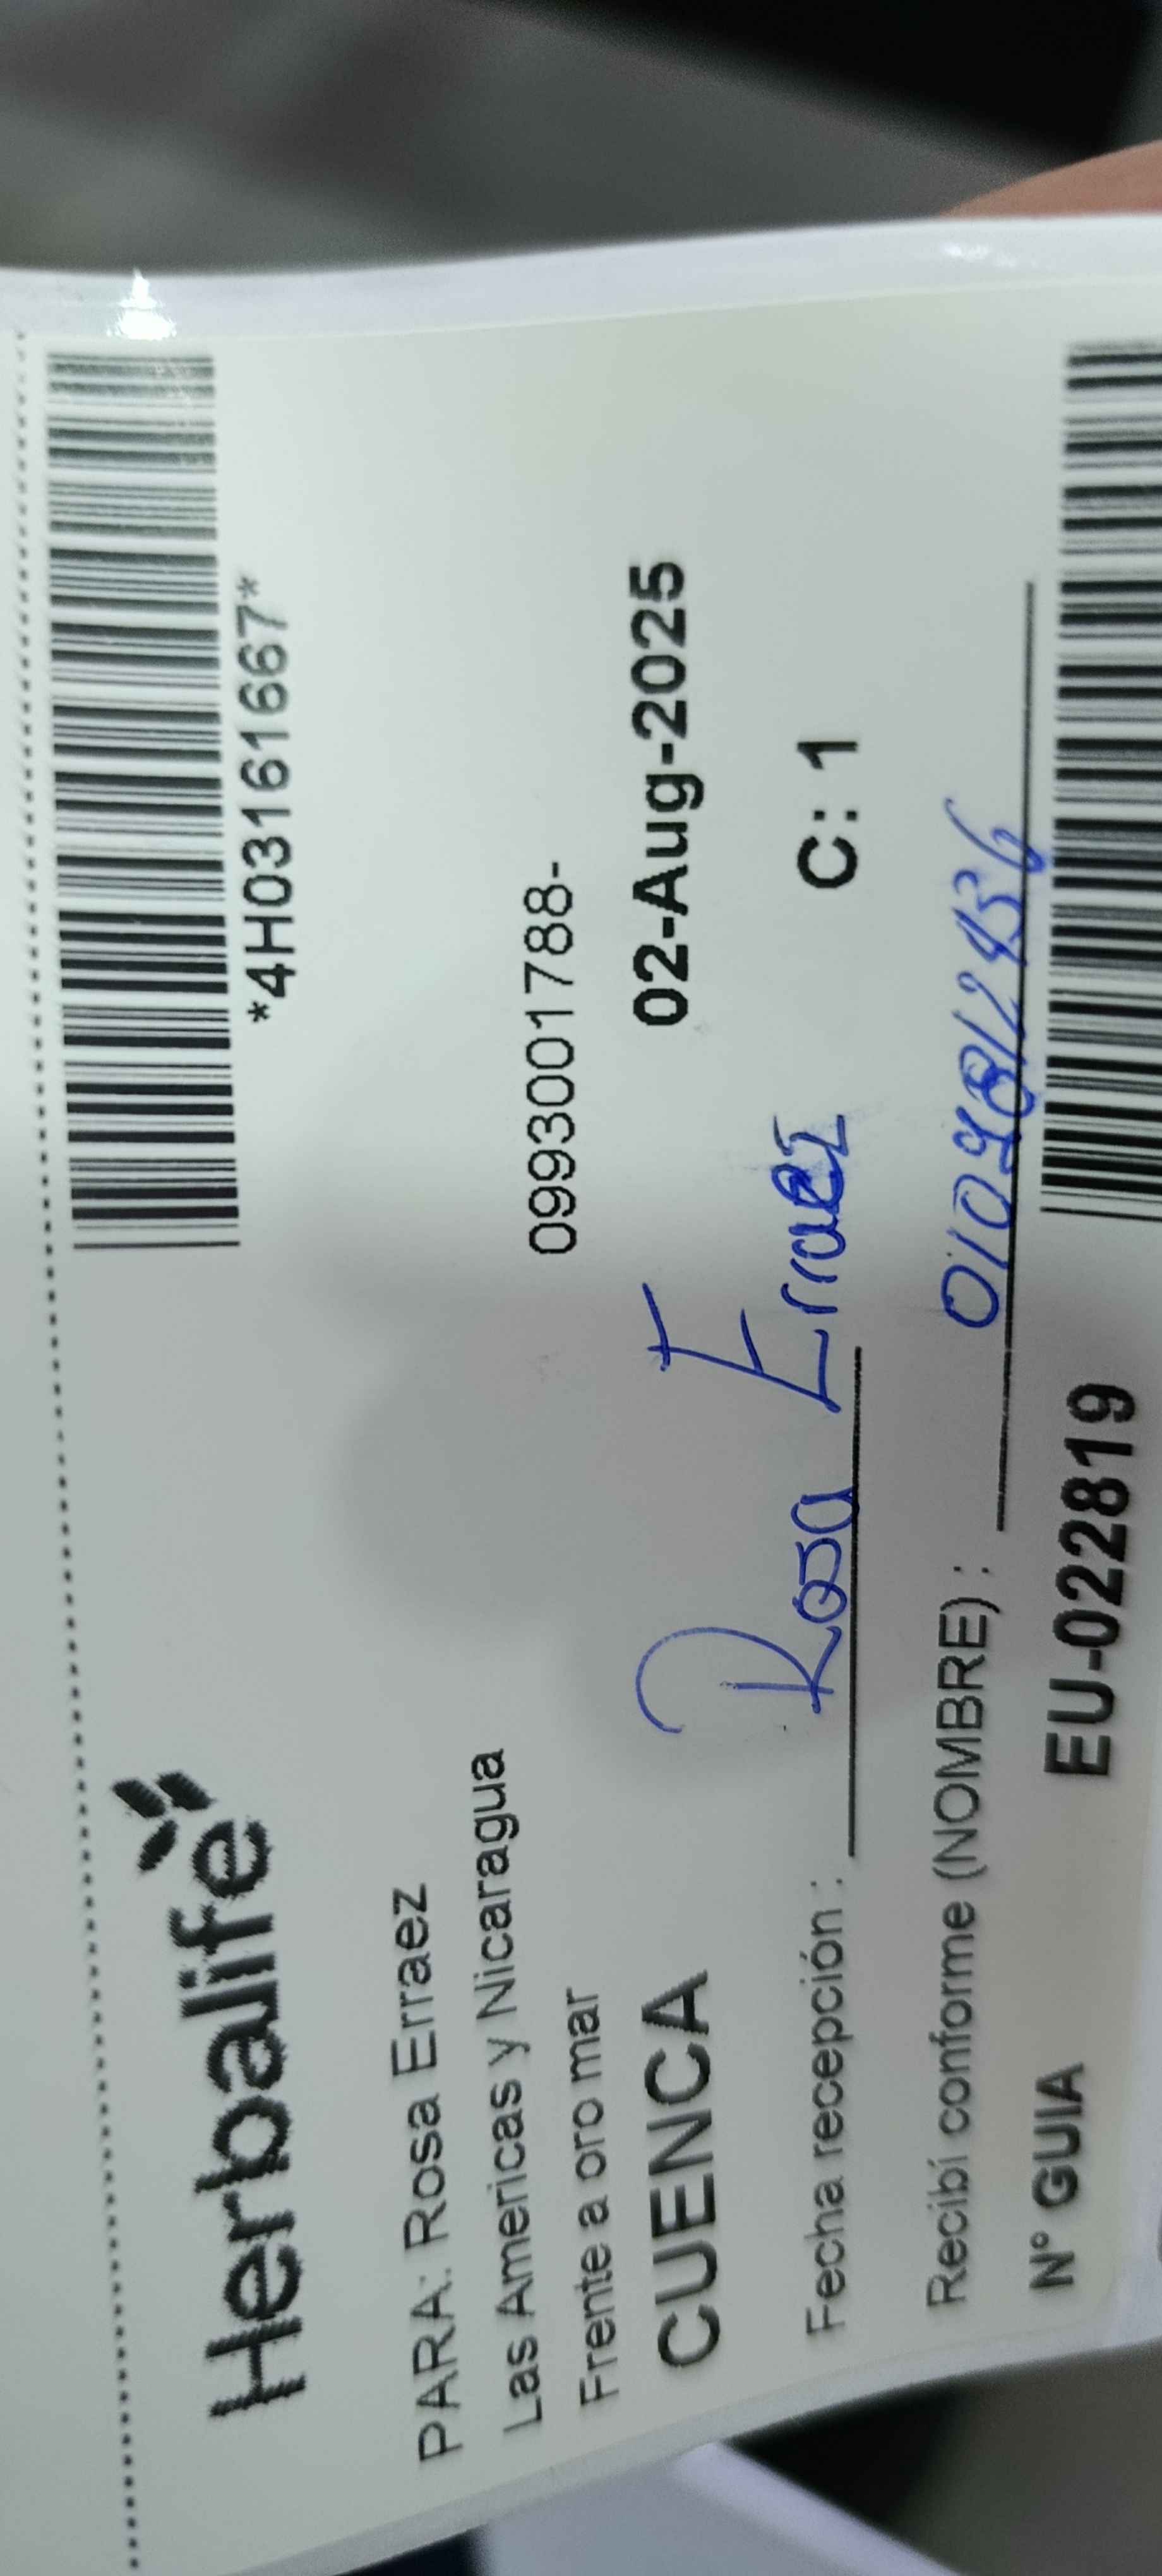 Herbalife
*4H03161667*
PARA: Rosa Erraez
Las Americas y Nicaragua
0993001788-
Frente a oro mar
CUENCA
02-Aug-2025
Rosa Erraez
Fecha recepción :
C: 1
Recibí conforme (NOMBRE) :
N° GUIA
EU-022819